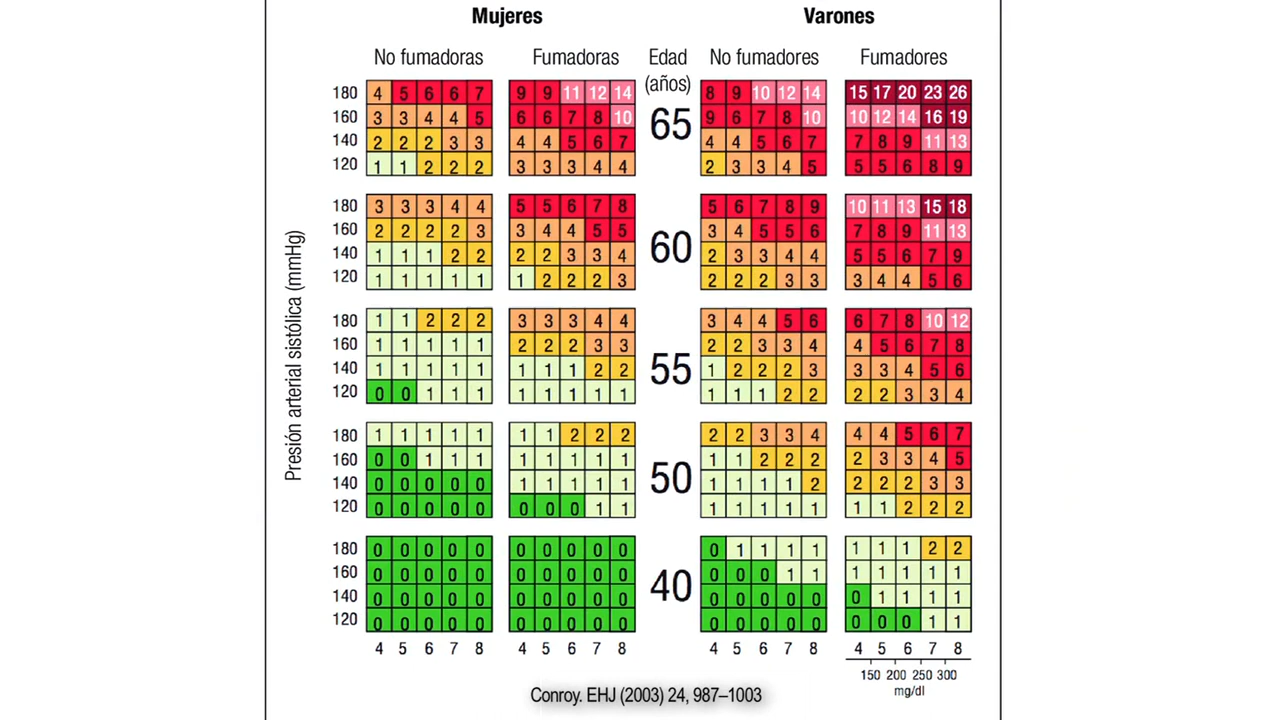 Mujeres Varones
No fumadoras Fumadoras Edad No fumadores Fumadores
(años)
Presión arterial sistólica (mmHg)
65
180 4 5 6 6 7 9 9 11 12 14 8 9 10 12 14 15 17 20 23 26
160 3 3 4 4 5 6 6 7 8 10 9 6 7 8 10 10 12 14 16 19
140 2 2 2 3 3 4 4 5 6 7 4 4 5 6 7 7 8 9 11 13
120 1 1 2 2 2 3 3 3 4 4 2 3 3 4 5 5 5 6 8 9
60
180 3 3 3 4 4 5 5 6 7 8 5 6 7 8 9 10 11 13 15 18
160 2 2 2 2 3 3 4 4 5 5 3 4 5 5 6 7 8 9 11 13
140 1 1 1 2 2 2 2 3 3 4 2 3 3 4 4 5 5 6 7 9
120 1 1 1 1 1 1 2 2 2 3 2 2 2 3 3 3 4 4 5 6
55
180 1 1 2 2 2 3 3 3 4 4 3 4 4 5 6 6 7 8 10 12
160 1 1 1 1 1 2 2 2 3 3 2 2 3 3 4 4 5 6 7 8
140 1 1 1 1 1 1 1 1 2 2 1 2 2 2 3 3 3 4 5 6
120 0 0 1 1 1 1 1 1 1 1 1 1 1 2 2 2 2 3 3 4
50
180 1 1 1 1 1 1 1 2 2 2 2 2 3 3 4 4 4 5 6 7
160 0 0 1 1 1 1 1 1 1 1 1 1 2 2 2 2 3 3 4 5
140 0 0 0 0 0 1 1 1 1 1 1 1 1 1 2 2 2 2 3 3
120 0 0 0 0 0 0 0 0 1 1 1 1 1 1 1 1 1 2 2 2
40
180 0 0 0 0 0 0 0 0 0 0 0 1 1 1 1 1 1 1 2 2
160 0 0 0 0 0 0 0 0 0 0 0 0 0 1 1 1 1 1 1 1
140 0 0 0 0 0 0 0 0 0 0 0 0 0 0 0 0 1 1 1 1
120 0 0 0 0 0 0 0 0 0 0 0 0 0 0 0 0 0 0 1 1
4 5 6 7 8 4 5 6 7 8 4 5 6 7 8 4 5 6 7 8
150 200 250 300
mg/dl
Conroy. EHJ (2003) 24, 987–1003